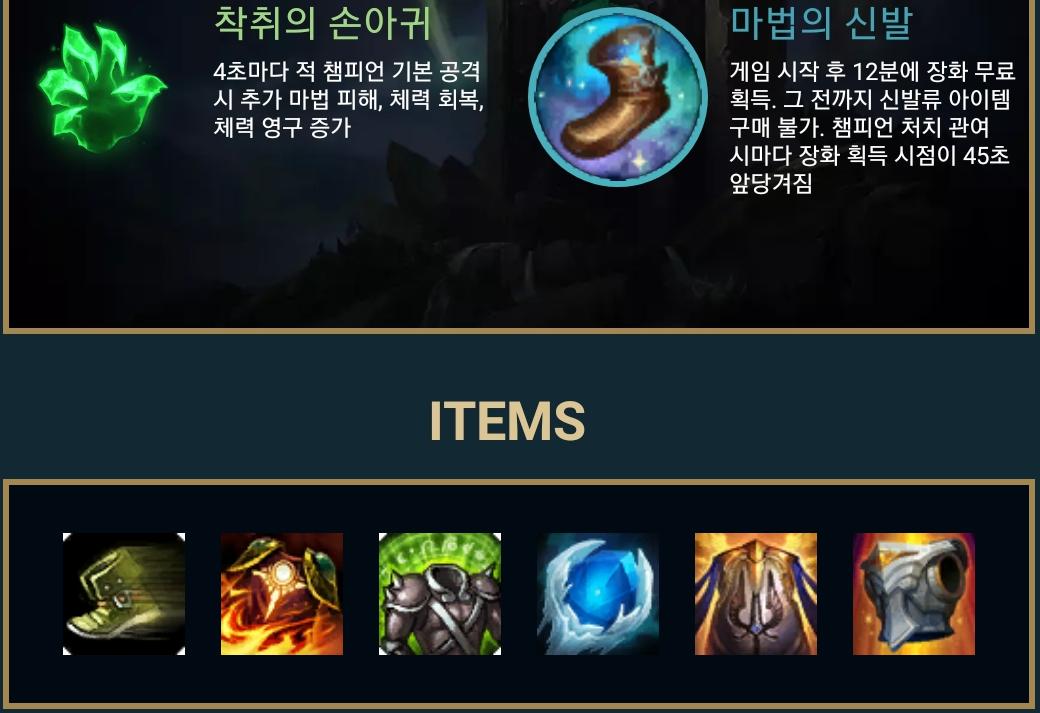 착취의 손아귀
4초마다 적 챔피언 기본 공격
시 추가 마법 피해, 체력 회복,
체력 영구 증가
마법의 신발
게임 시작 후 12분에 장화 무료
획득. 그 전까지 신발류 아이템
구매 불가. 챔피언 처치 관여
시마다 장화 획득 시점이 45초
앞당겨짐
ITEMS